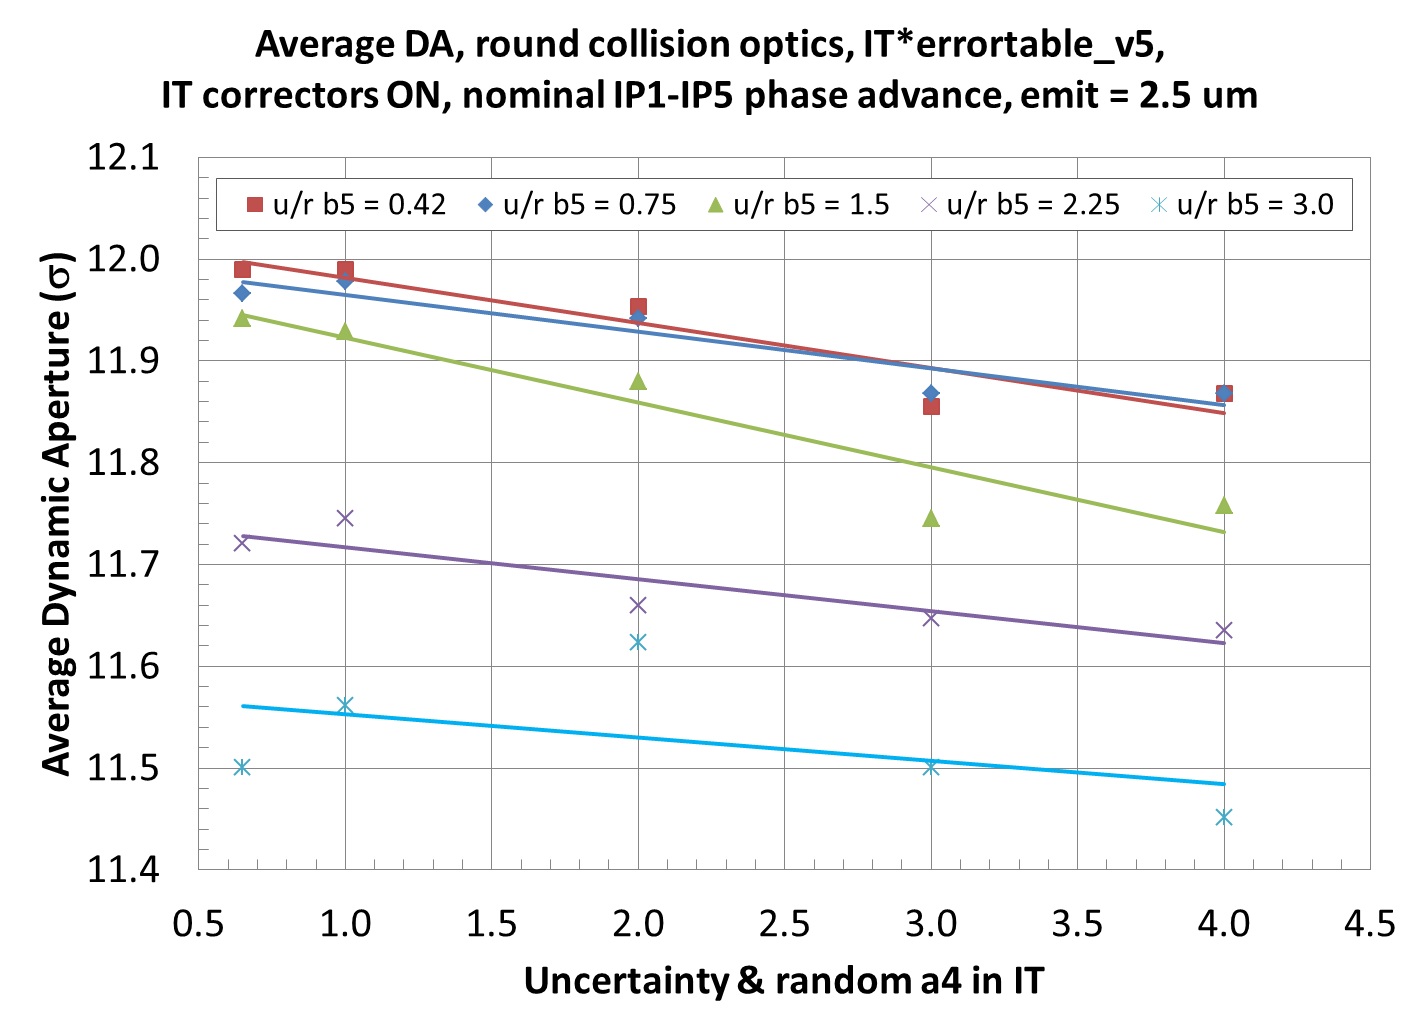 Average DA, round collision optics, IT*errortable_v5,
IT correctors ON, nominal IP1-IP5 phase advance, emit = 2.5 um
12.1
u/r b5 = 0.42 u/r b5 = 0.75 u/r b5 = 1.5 u/r b5 = 2.25 u/r b5 = 3.0
12.0
11.9
11.8
11.7
11.6
11.5
11.4
Average Dynamic Aperture (σ)
0.5 1.0 1.5 2.0 2.5 3.0 3.5 4.0 4.5
Uncertainty & random a4 in IT